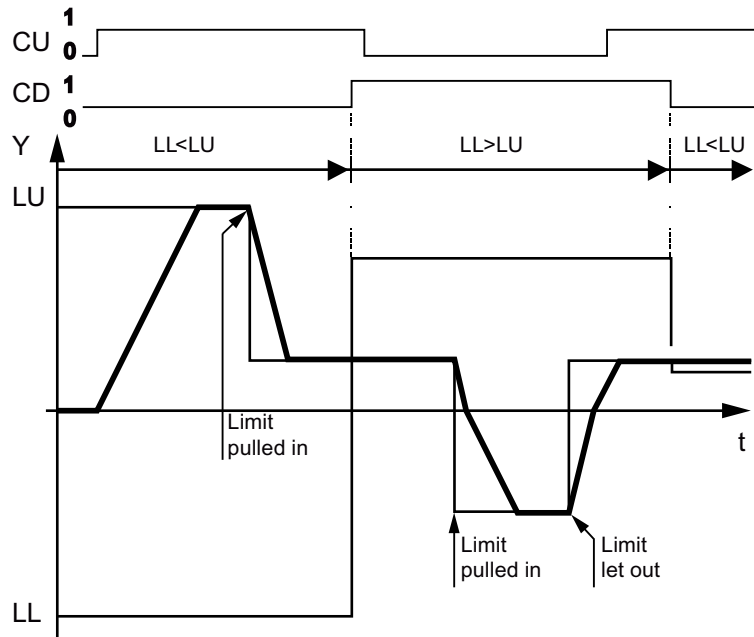 1
CU
0
1
CD
0
Y
LL<LU
LL>LU
LL<LU
LU
Limit
pulled in
t
Limit
pulled in
Limit
let out
LL